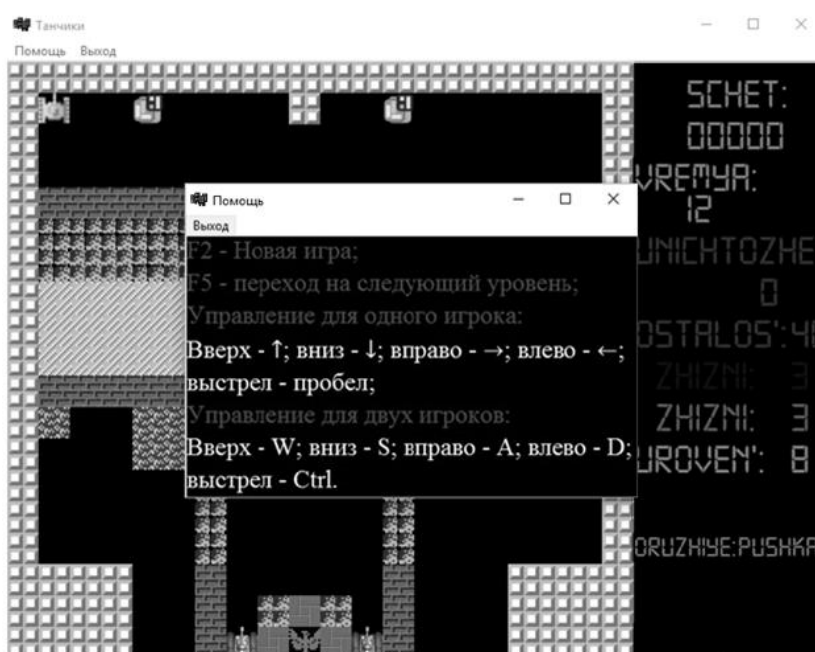 Танчики
Помощь Выход
SCHET:
00000
VREMYA:
12
UNICHTOZHE
0
OSTALOS':
ZHIZNI: 3
ZHIZNI: 3
UROVEN': 8
ORUZHIYE:PUSHKA
Помощь
Выход
F2 - Новая игра;
F5 - переход на следующий уровень;
Управление для одного игрока:
Вверх - ↑; вниз - ↓; вправо - →; влево - ←;
выстрел - пробел;
Управление для двух игроков:
Вверх - W; вниз - S; вправо - A; влево - D;
выстрел - Ctrl.